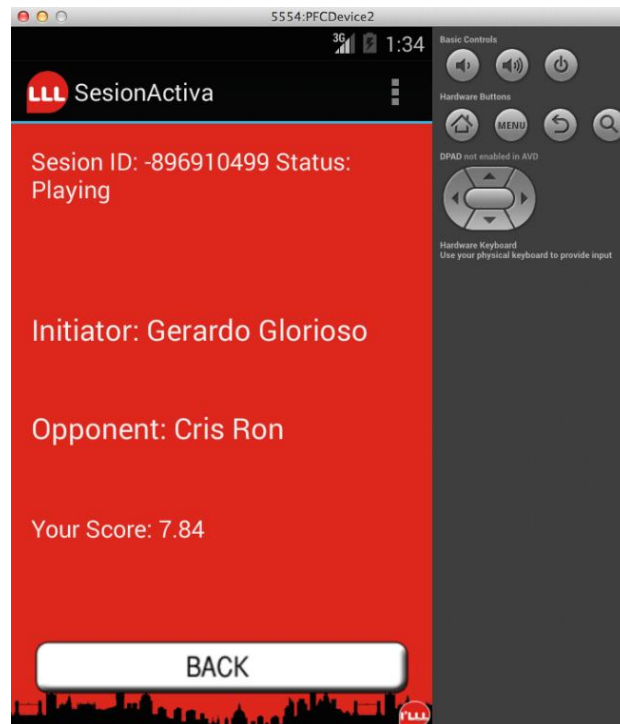 5554:PFCDevice2
3G 1:34
LLL SesionActiva
Sesion ID: -896910499 Status:
Playing
Initiator: Gerardo Glorioso
Opponent: Cris Ron
Your Score: 7.84
BACK
Basic Controls
Hardware Buttons
MENU
DPAD not enabled in AVD
Hardware Keyboard
Use your physical keyboard to provide input